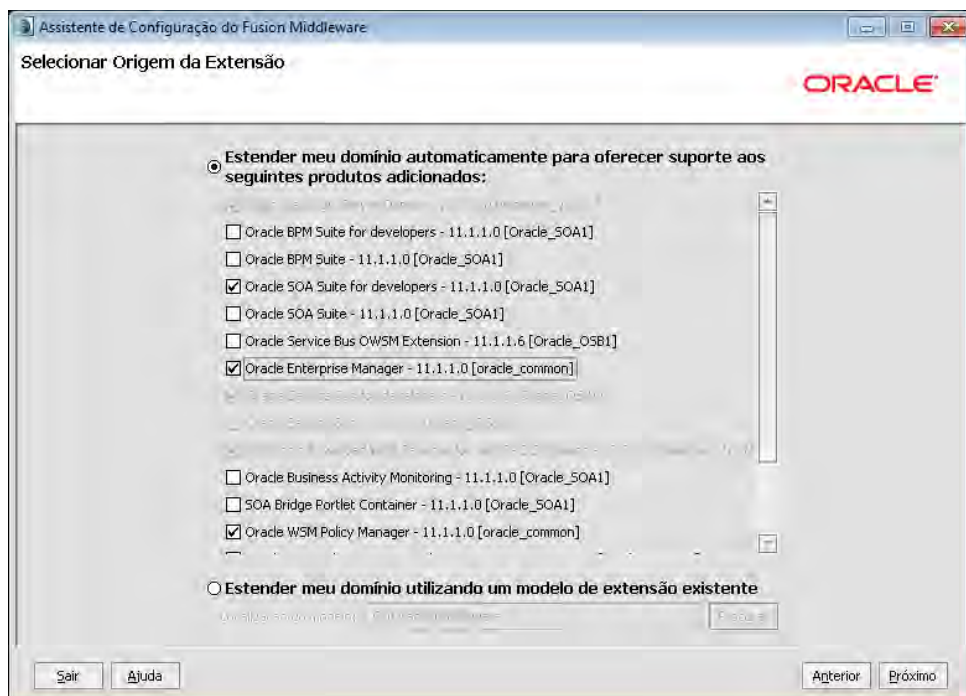 Assistente de Configuração do Fusion Middleware
Selecionar Origem da Extensão
ORACLE
Estender meu domínio automaticamente para oferecer suporte aos
seguintes produtos adicionados:
Oracle BPM Suite for developers - 11.1.1.0 [Oracle_SOA1]
Oracle BPM Suite - 11.1.1.0 [Oracle_SOA1]
Oracle SOA Suite for developers - 11.1.1.0 [Oracle_SOA1]
Oracle SOA Suite - 11.1.1.0 [Oracle_SOA1]
Oracle Service Bus OWSM Extension - 11.1.1.6 [Oracle_OSB1]
Oracle Enterprise Manager - 11.1.1.0 [oracle_common]
Oracle Business Activity Monitoring - 11.1.1.0 [Oracle_SOA1]
SOA Bridge Portlet Container - 11.1.1.0 [Oracle_SOA1]
Oracle WSM Policy Manager - 11.1.1.0 [oracle_common]
Estender meu domínio utilizando um modelo de extensão existente
Sair Ajuda Anterior Próximo